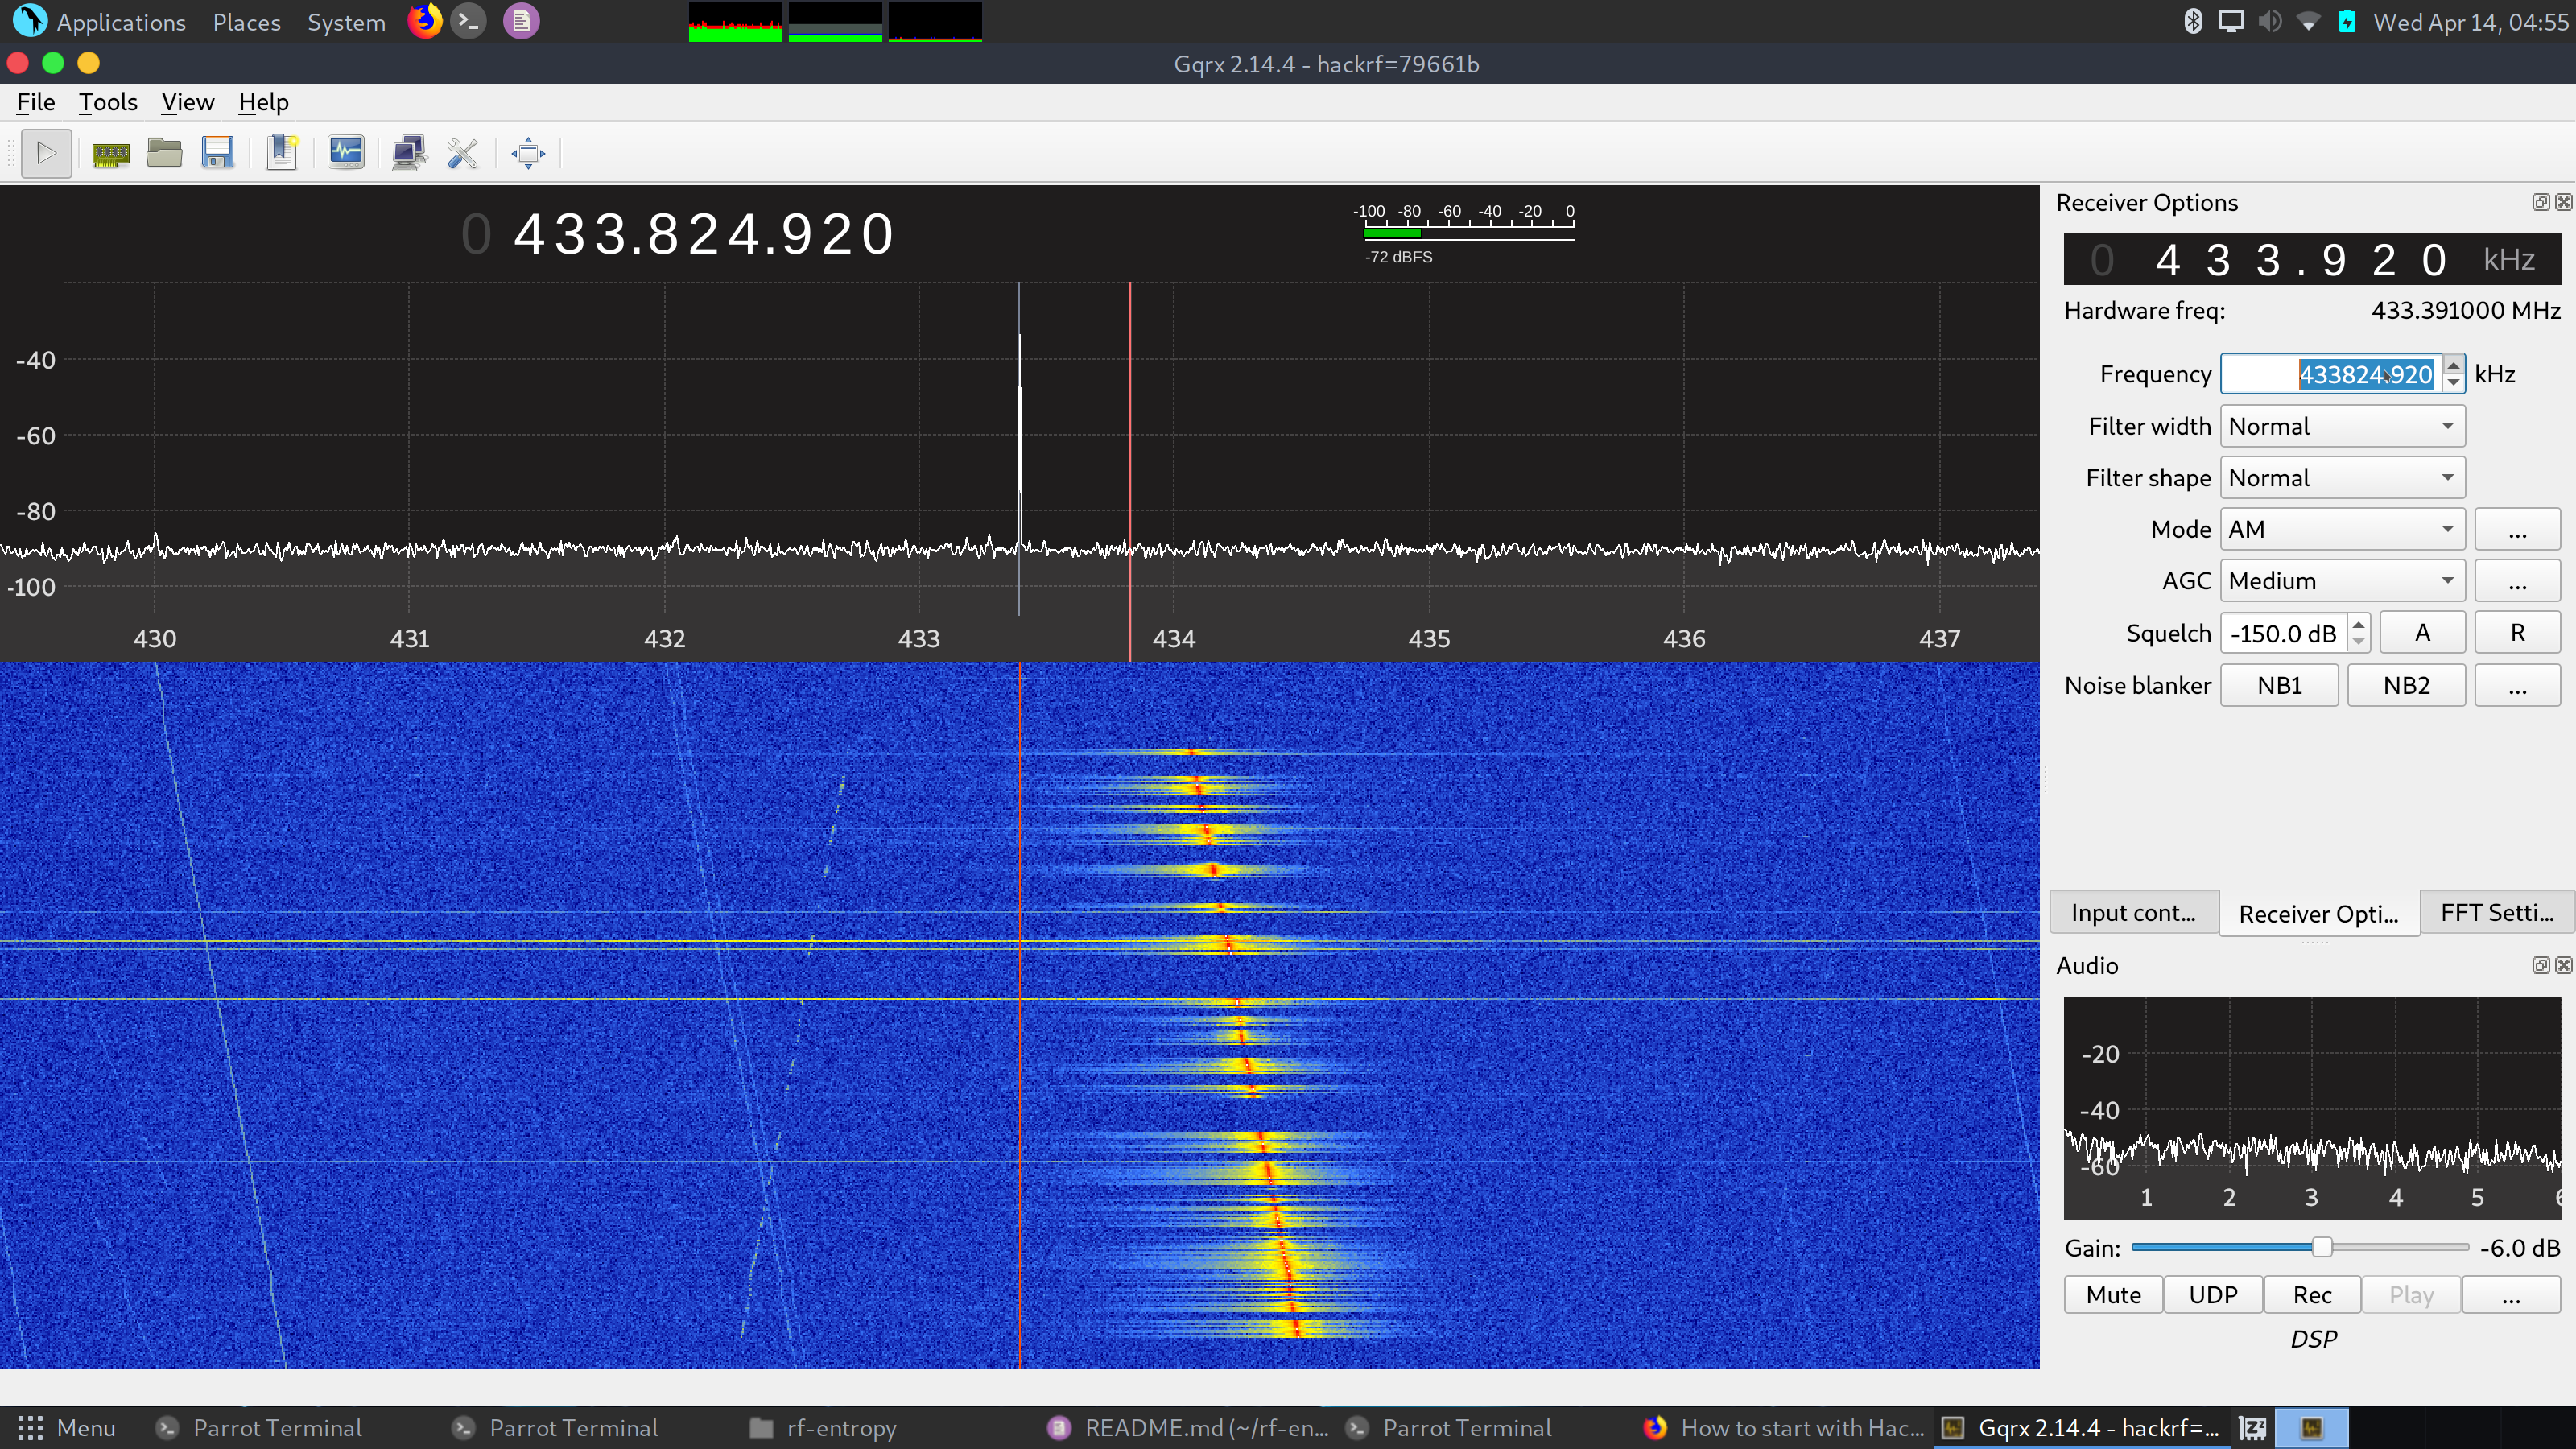 Applications Places System Wed Apr 14, 04:55
Gqrx 2.14.4 - hackrf=79661b
File Tools View Help
0 433.824.920
-100 -80 -60 -40 -20 0
-72 dBFS
-40
-60
-80
-100
430 431 432 433 434 435 436 437
Receiver Options
0 433.920 kHz
Hardware freq: 433.391000 MHz
Frequency 433824.920 kHz
Filter width Normal
Filter shape Normal
Mode AM ...
AGC Medium ...
Squelch -150.0 dB A R
Noise blanker NB1 NB2 ...
Input cont... Receiver Opti... FFT Setti...
Audio
-20
-40
-60
1 2 3 4 5 6
Gain: -6.0 dB
Mute UDP Rec Play ...
DSP
Menu Parrot Terminal Parrot Terminal rf-entropy README.md (~/rf-en... Parrot Terminal How to start with Hac... Gqrx 2.14.4 - hackrf=...